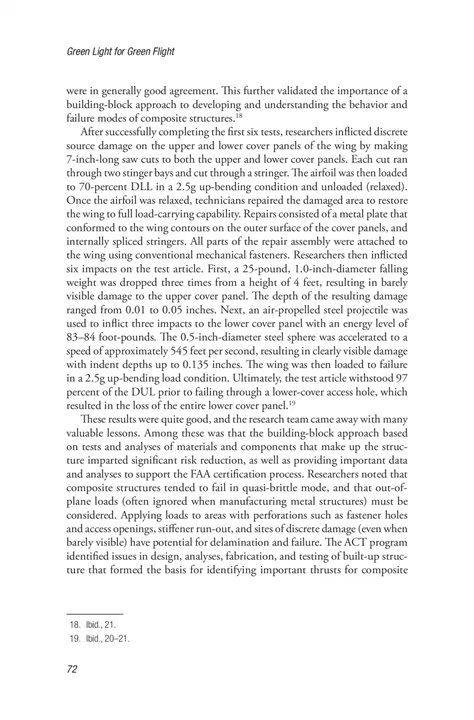 Green Light for Green Flight
were in generally good agreement. This further validated the importance of a
building-block approach to developing and understanding the behavior and
failure modes of composite structures.18
After successfully completing the first six tests, researchers inflicted discrete
source damage on the upper and lower cover panels of the wing by making
7-inch-long saw cuts to both the upper and lower cover panels. Each cut ran
through two stinger bays and cut through a stringer. The airfoil was then loaded
to 70-percent DLL in a 2.5g up-bending condition and unloaded (relaxed).
Once the airfoil was relaxed, technicians repaired the damaged area to restore
the wing to full load-carrying capability. Repairs consisted of a metal plate that
conformed to the wing contours on the outer surface of the cover panels, and
internally spliced stringers. All parts of the repair assembly were attached to
the wing using conventional mechanical fasteners. Researchers then inflicted
six impacts on the test article. First, a 25-pound, 1.0-inch-diameter falling
weight was dropped three times from a height of 4 feet, resulting in barely
visible damage to the upper cover panel. The depth of the resulting damage
ranged from 0.01 to 0.05 inches. Next, an air-propelled steel projectile was
used to inflict three impacts to the lower cover panel with an energy level of
83–84 foot-pounds. The 0.5-inch-diameter steel sphere was accelerated to a
speed of approximately 545 feet per second, resulting in clearly visible damage
with indent depths up to 0.135 inches. The wing was then loaded to failure
in a 2.5g up-bending load condition. Ultimately, the test article withstood 97
percent of the DUL prior to failing through a lower-cover access hole, which
resulted in the loss of the entire lower cover panel.19
These results were quite good, and the research team came away with many
valuable lessons. Among these was that the building-block approach based
on tests and analyses of materials and components that make up the struc-
ture imparted significant risk reduction, as well as providing important data
and analyses to support the FAA certification process. Researchers noted that
composite structures tended to fail in quasi-brittle mode, and that out-of-
plane loads (often ignored when manufacturing metal structures) must be
considered. Applying loads to areas with perforations such as fastener holes
and access openings, stiffener run-out, and sites of discrete damage (even when
barely visible) have potential for delamination and failure. The ACT program
identified issues in design, analyses, fabrication, and testing of built-up struc-
ture that formed the basis for identifying important thrusts for composite
18. Ibid., 21.
19. Ibid., 20–21.
72